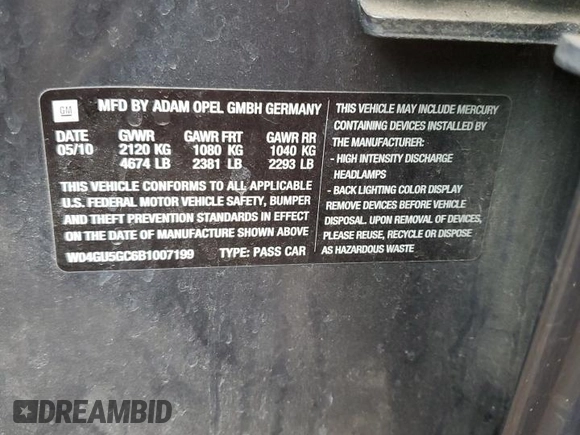 GM
MFD BY ADAM OPEL GMBH GERMANY
DATE GVWR GAWR FRT GAWR RR
05/10 2120 KG 1080 KG 1040 KG
4674 LB 2381 LB 2293 LB
THIS VEHICLE CONFORMS TO ALL APPLICABLE
U.S. FEDERAL MOTOR VEHICLE SAFETY, BUMPER
AND THEFT PREVENTION STANDARDS IN EFFECT
ON THE DATE OF MANUFACTURE SHOWN ABOVE
W04GU5GC6B1007199 TYPE: PASS CAR
THIS VEHICLE MAY INCLUDE MERCURY
CONTAINING DEVICES INSTALLED BY
THE MANUFACTURER:
- HIGH INTENSITY DISCHARGE
HEADLAMPS
- BACK LIGHTING COLOR DISPLAY
REMOVE DEVICES BEFORE VEHICLE
DISPOSAL. UPON REMOVAL OF DEVICES,
PLEASE REUSE, RECYCLE OR DISPOSE
AS HAZARDOUS WASTE
DREAMBID